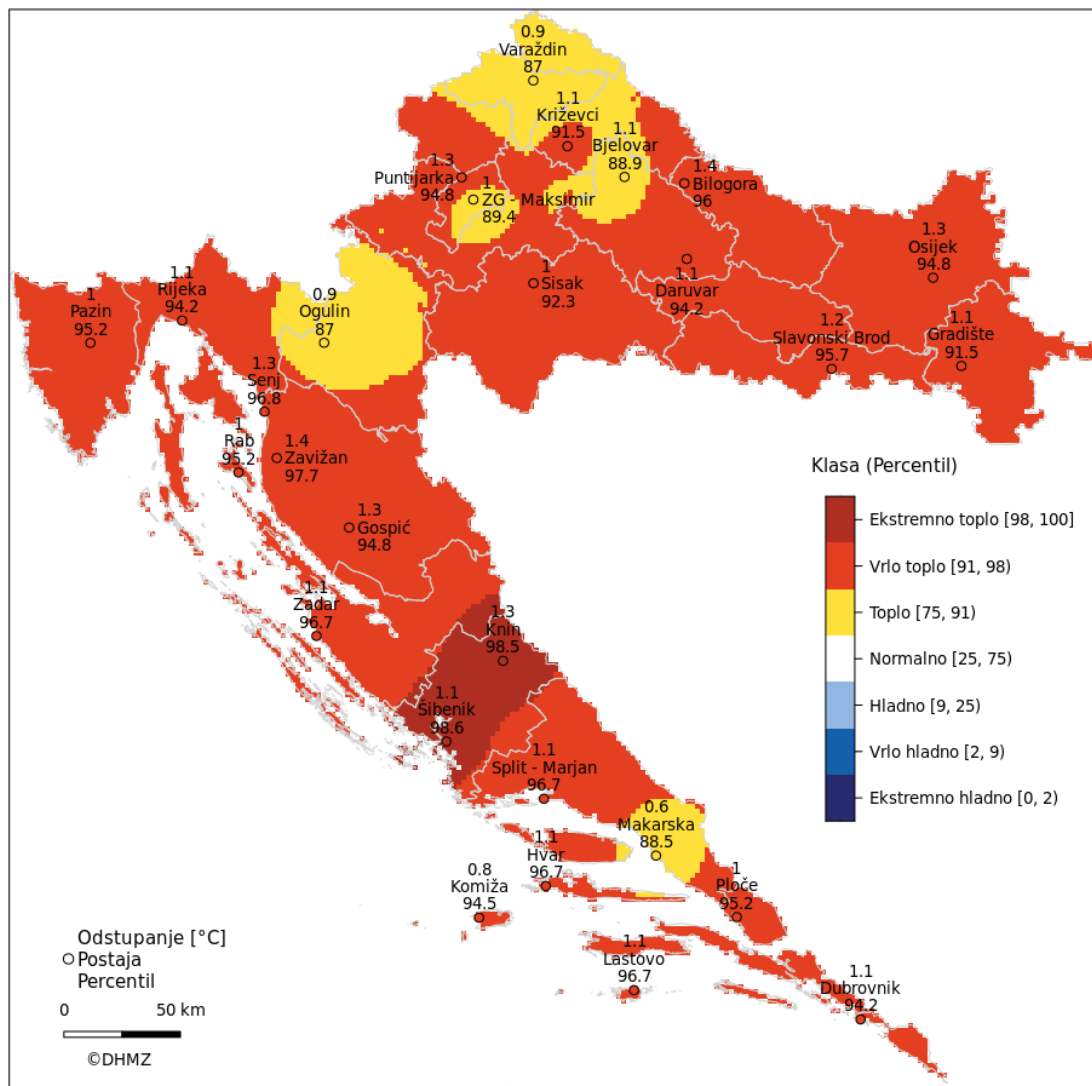 0.9
Varaždin
87
1.1
Križevci
91.5
1.1
Bjelovar
88.9
1.3
Puntijarka
94.8
1
ZG - Maksimir
89.4
1.4
Bilogora
96
1.3
Osijek
94.8
1
Sisak
92.3
1.1
Daruvar
94.2
1.1
Rijeka
94.2
1
Pazin
95.2
0.9
Ogulin
87
1.2
Slavonski Brod
95.7
1.1
Gradište
91.5
1.3
Senj
96.8
1
Rab
95.2
1.4
Zavižan
97.7
1.3
Gospić
94.8
Klasa (Percentil)
Ekstremno toplo [98, 100]
Vrlo toplo [91, 98)
Toplo [75, 91)
Normalno [25, 75)
Hladno [9, 25)
Vrlo hladno [2, 9)
Ekstremno hladno [0, 2)
1.1
Zadar
96.7
1.3
Knin
98.5
1.1
Šibenik
98.6
1.1
Split - Marjan
96.7
0.6
Makarska
88.5
1.1
Hvar
96.7
0.8
Komiža
94.5
1
Ploče
95.2
1.1
Lastovo
96.7
1.1
Dubrovnik
94.2
Odstupanje [°C]
Postaja
Percentil
0 50 km
©DHMZ